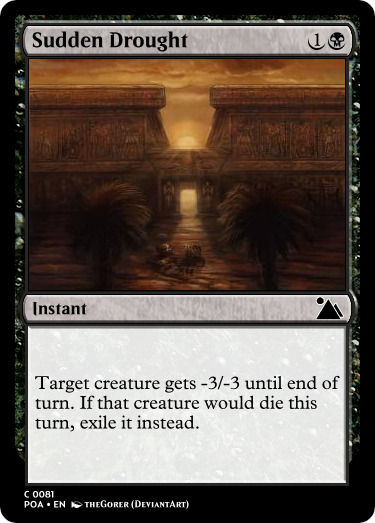 Sudden Drought 1
Instant
Target creature gets -3/-3 until end of
turn. If that creature would die this
turn, exile it instead.
C 0081
POA • EN theGorer (DeviantArt)